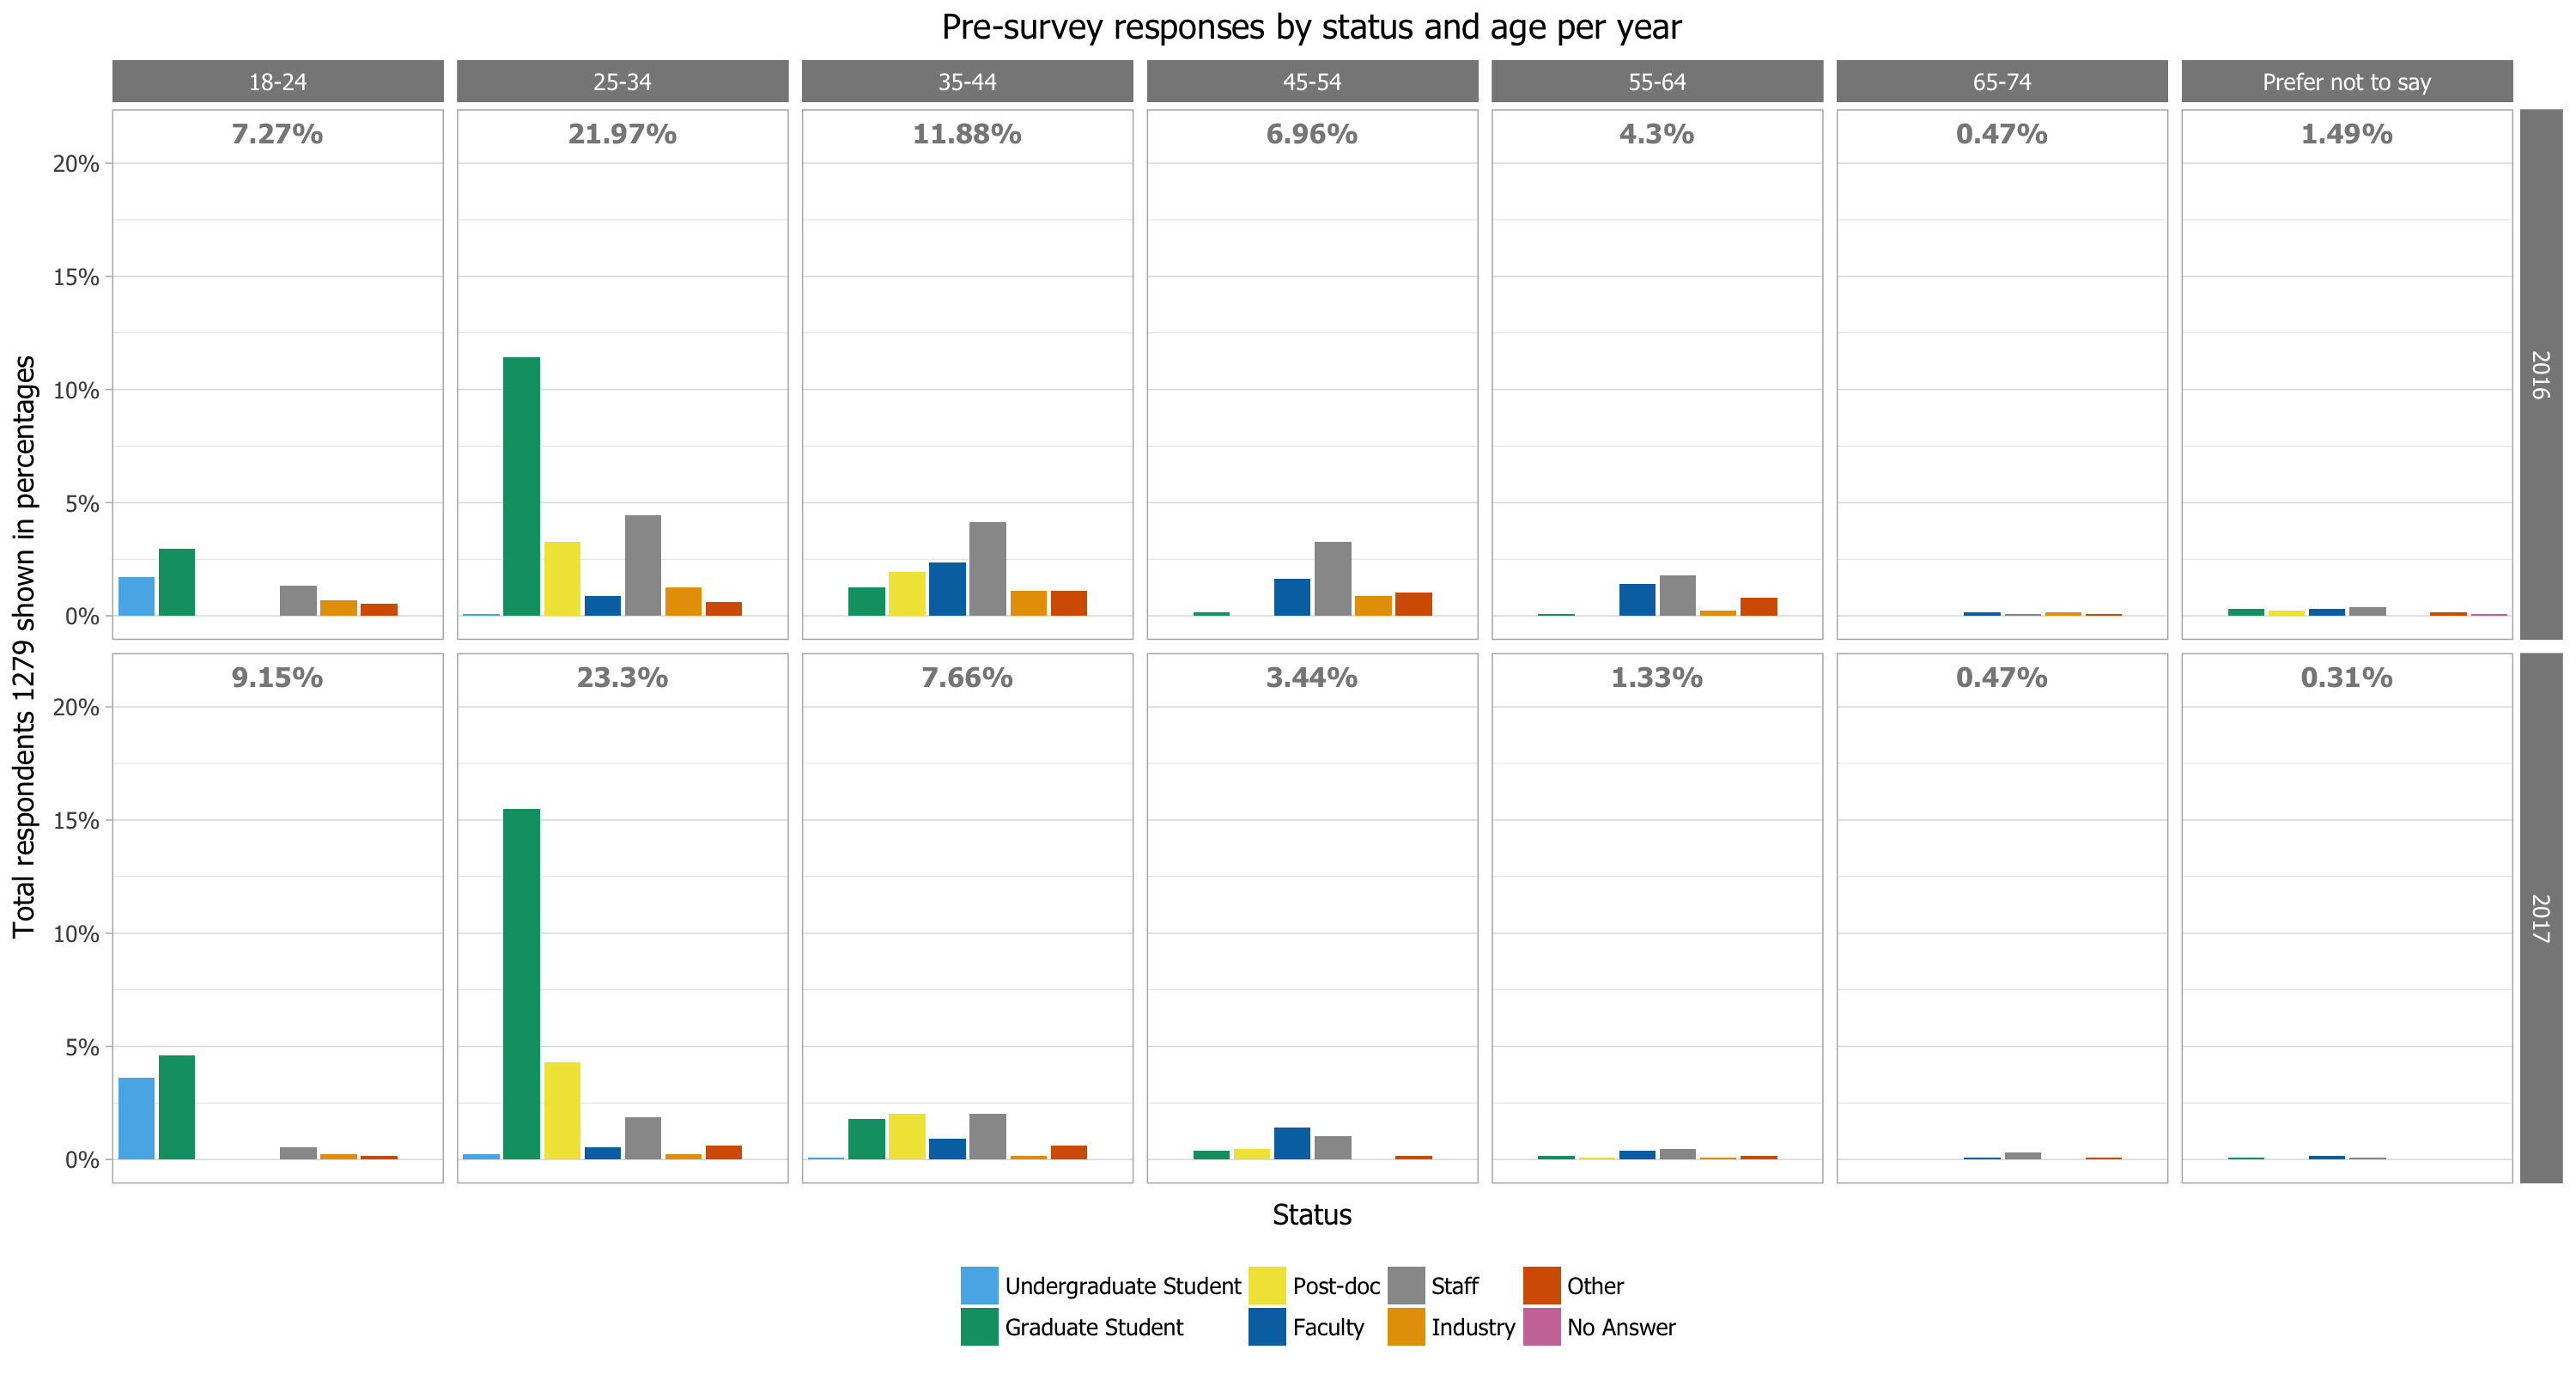 Pre-survey responses by status and age per year
18-24 25-34 35-44 45-54 55-64 65-74 Prefer not to say
7.27% 21.97% 11.88% 6.96% 4.3% 0.47% 1.49%
20%
15%
10%
5%
0%
2016
9.15% 23.3% 7.66% 3.44% 1.33% 0.47% 0.31%
20%
15%
10%
5%
0%
2017
Total respondents 1279 shown in percentages
Status
Undergraduate Student Post-doc Staff Other
Graduate Student Faculty Industry No Answer